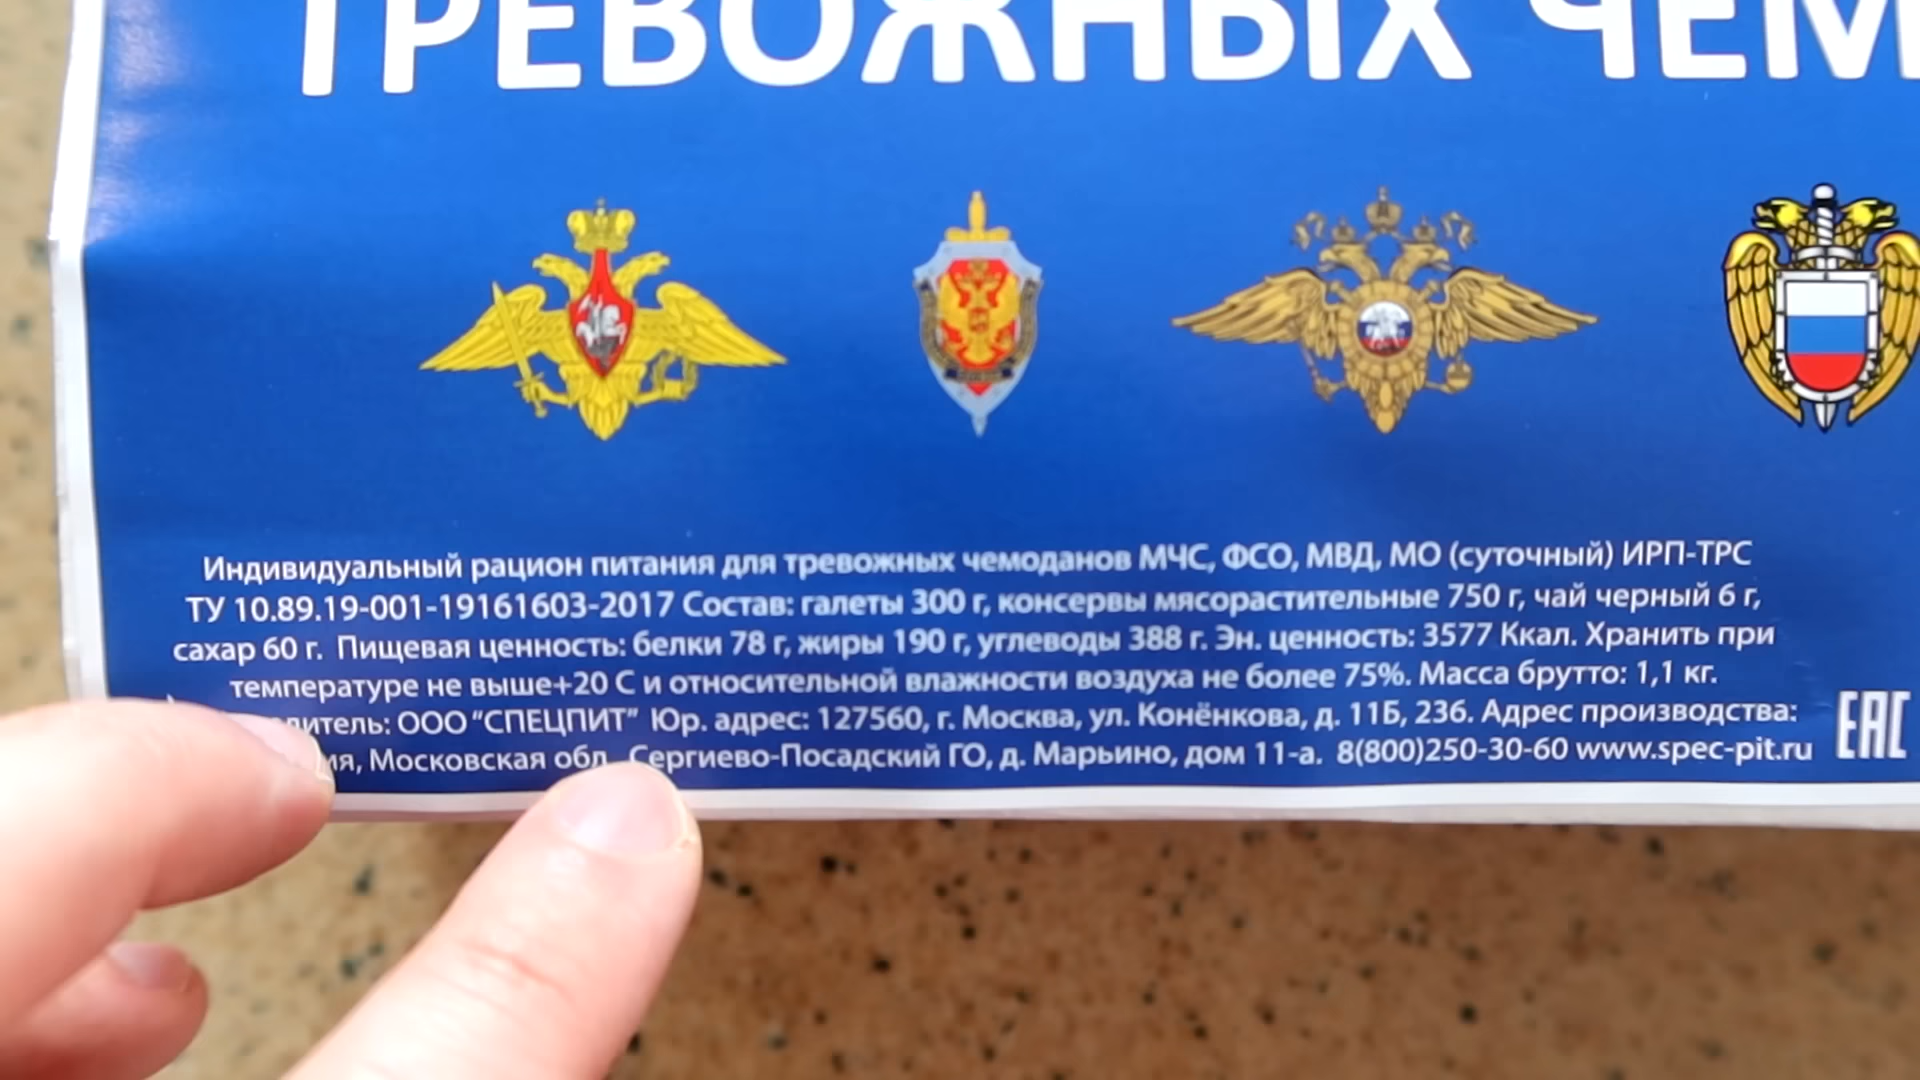 ТРЕВОЖНЫХ ЧЕМ
Индивидуальный рацион питания для тревожных чемоданов МЧС, ФСО, МВД, МО (суточный) ИРП-ТРС
ТУ 10.89.19-001-19161603-2017 Состав: галеты 300 г, консервы мясорастительные 750 г, чай черный 6 г,
сахар 60 г. Пищевая ценность: белки 78 г, жиры 190 г, углеводы 388 г. Эн. ценность: 3577 Ккал. Хранить при
температуре не выше+20 С и относительной влажности воздуха не более 75%. Масса брутто: 1,1 кг.
дитель: ООО "СПЕЦПИТ" Юр. адрес: 127560, г. Москва, ул. Конёнкова, д. 11Б, 236. Адрес производства:
ия, Московская обл Сергиево-Посадский ГО, д. Марьино, дом 11-а. 8(800)250-30-60 www.spec-pit.ru
EAC